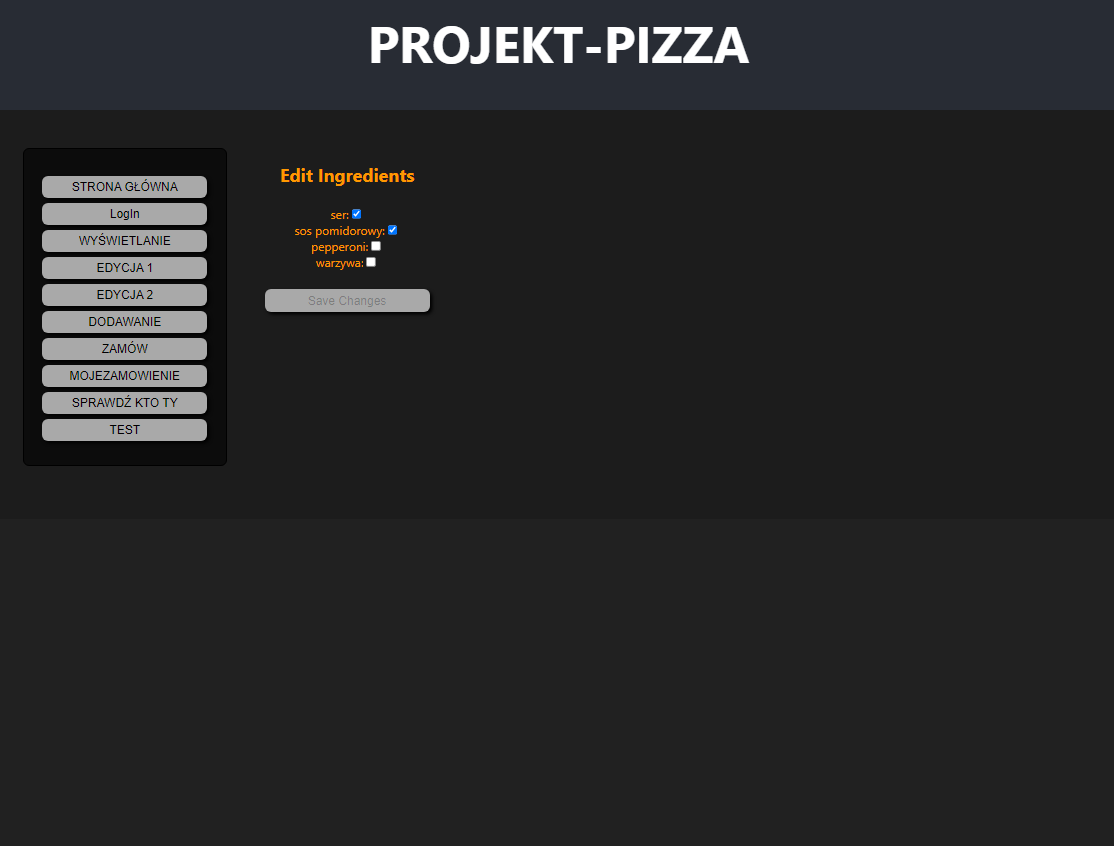 PROJEKT-PIZZA
STRONA GŁÓWNA
LogIn
WYŚWIETLANIE
EDYCJA 1
EDYCJA 2
DODAWANIE
ZAMÓW
MOJEZAMOWIENIE
SPRAWDŹ KTO TY
TEST
Edit Ingredients
ser:
sos pomidorowy:
pepperoni:
warzywa:
Save Changes